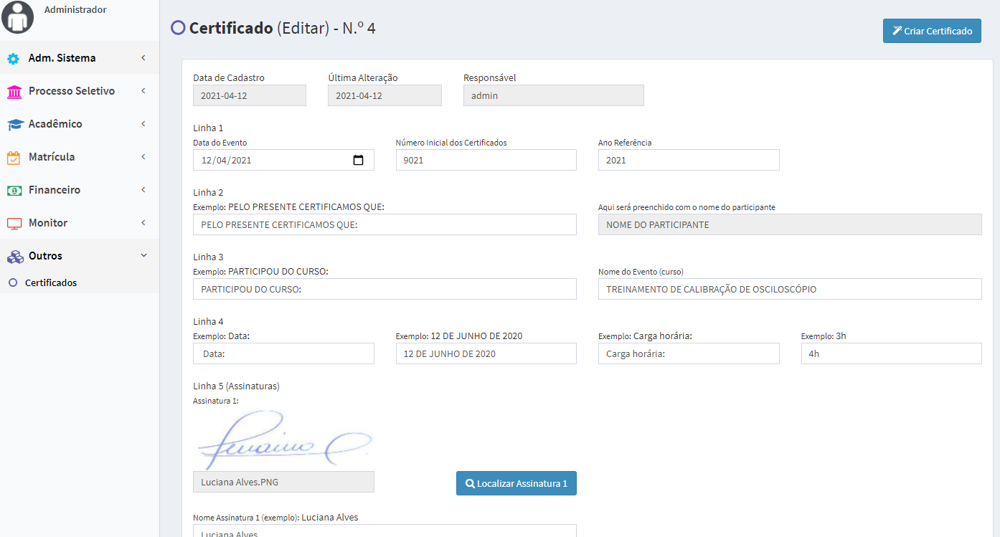 Administrador
Adm. Sistema
Processo Seletivo
Acadêmico
Matrícula
Financeiro
Monitor
Outros
Certificados
Certificado (Editar) - N.º 4
Criar Certificado
Data de Cadastro Última Alteração Responsável
2021-04-12 2021-04-12 admin
Linha 1
Data do Evento Número Inicial dos Certificados Ano Referência
12/04/2021 9021 2021
Linha 2
Exemplo: PELO PRESENTE CERTIFICAMOS QUE: Aqui será preenchido com o nome do participante
PELO PRESENTE CERTIFICAMOS QUE: NOME DO PARTICIPANTE
Linha 3
Exemplo: PARTICIPOU DO CURSO: Nome do Evento (curso)
PARTICIPOU DO CURSO: TREINAMENTO DE CALIBRAÇÃO DE OSCILOSCÓPIO
Linha 4
Exemplo: Data: Exemplo: 12 DE JUNHO DE 2020 Exemplo: Carga horária: Exemplo: 3h
Data: 12 DE JUNHO DE 2020 Carga horária: 4h
Linha 5 (Assinaturas)
Assinatura 1:
Luciana Alves.PNG Localizar Assinatura 1
Nome Assinatura 1 (exemplo): Luciana Alves
Luciana Alves